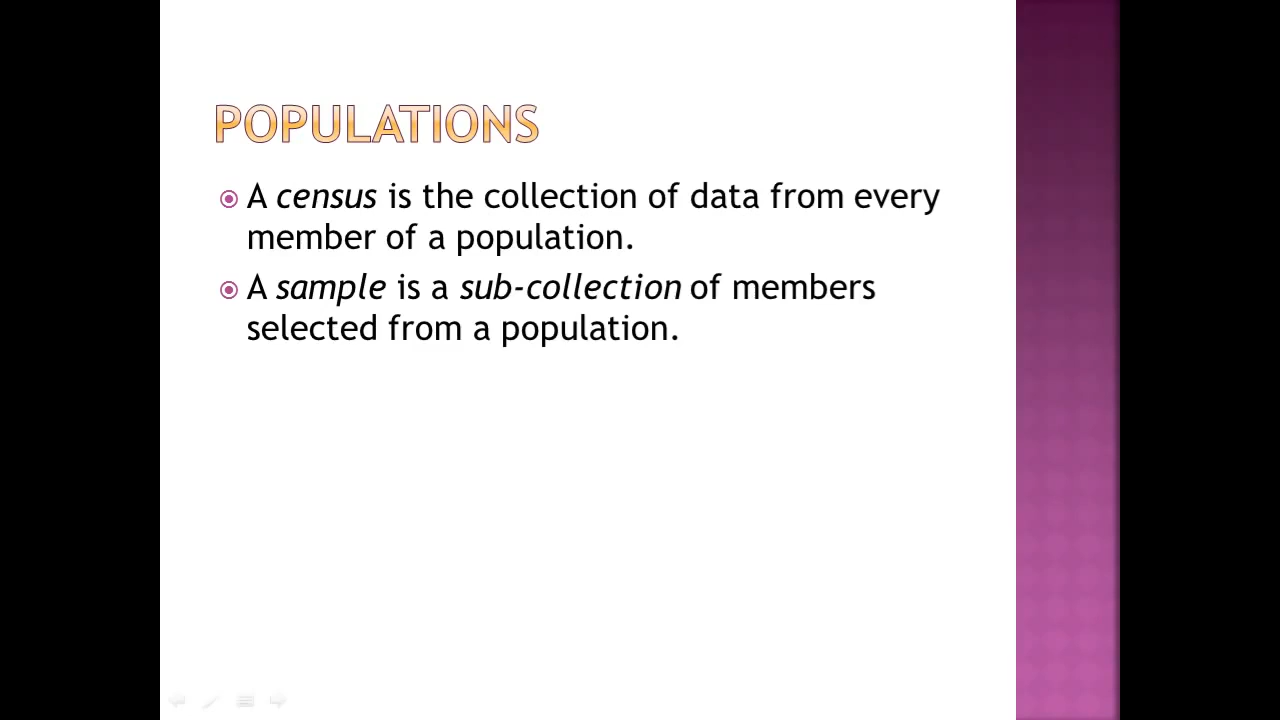 POPULATIONS
A census is the collection of data from every
member of a population.
A sample is a sub-collection of members
selected from a population.